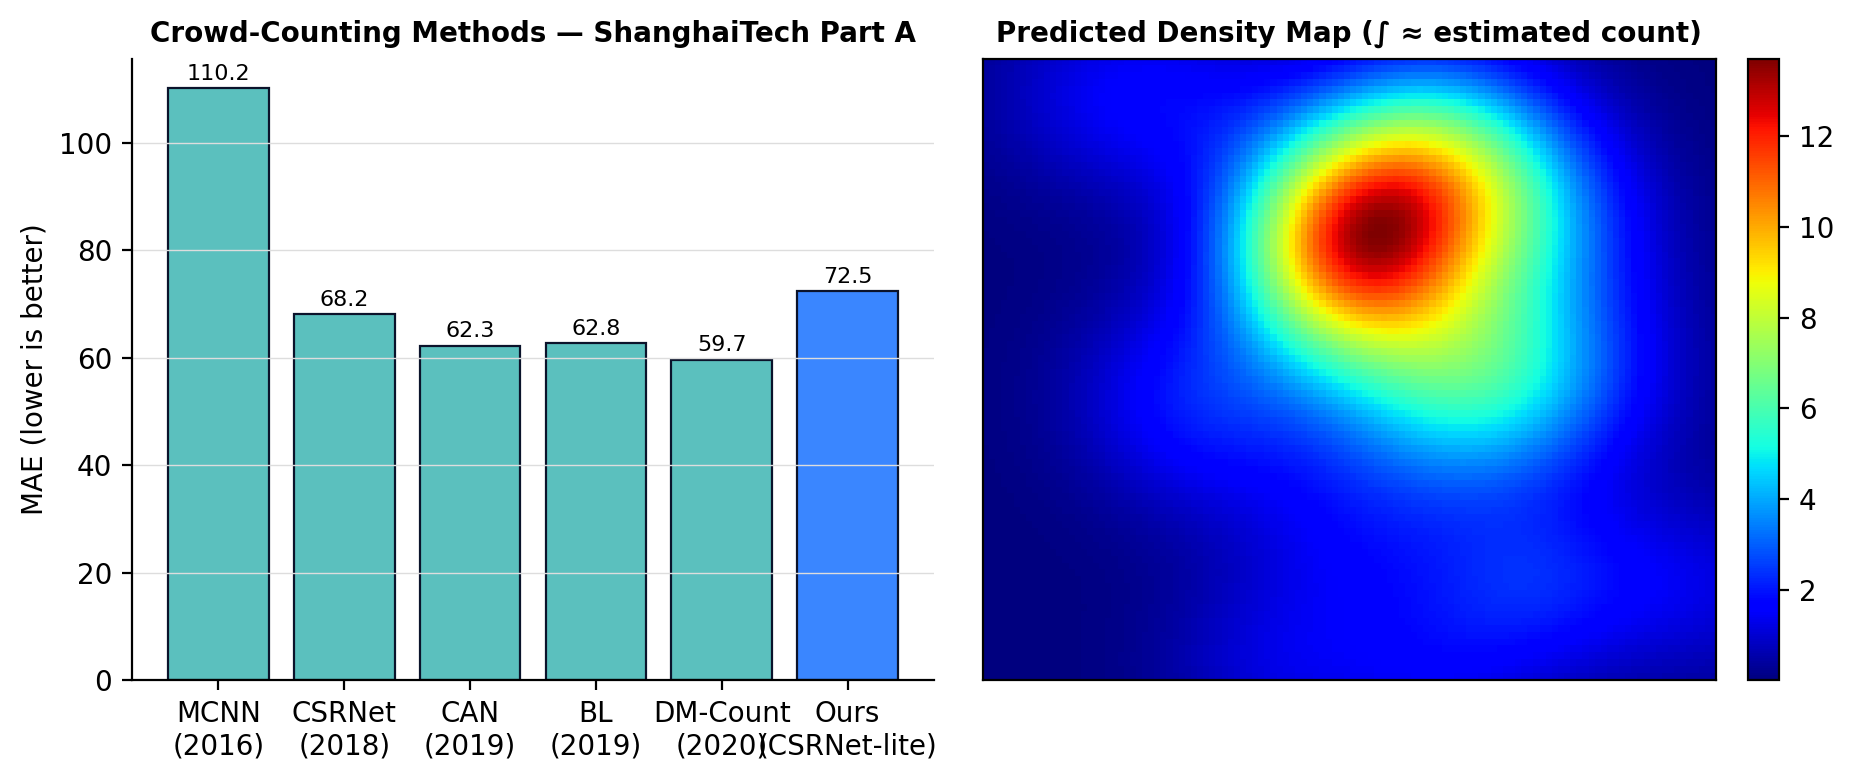 Crowd-Counting Methods — ShanghaiTech Part A
MAE (lower is better)
100
80
60
40
20
0
110.2
68.2
62.3
62.8
59.7
72.5
MCNN
(2016)
CSRNet
(2018)
CAN
(2019)
BL
(2019)
DM-Count
(2020)
Ours
(CSRNet-lite)
Predicted Density Map (∫ ≈ estimated count)
12
10
8
6
4
2